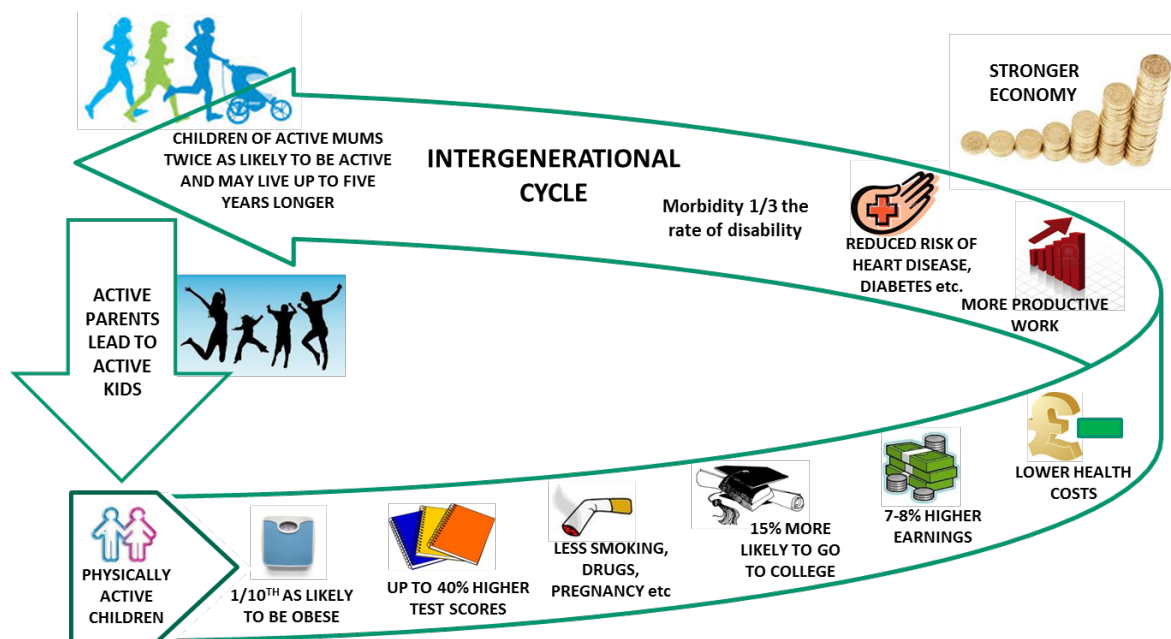 STRONGER
ECONOMY
CHILDREN OF ACTIVE MUMS
TWICE AS LIKELY TO BE ACTIVE
AND MAY LIVE UP TO FIVE
YEARS LONGER
INTERGENERATIONAL
CYCLE
Morbidity 1/3 the
rate of disability
REDUCED RISK OF
HEART DISEASE,
DIABETES etc.
MORE PRODUCTIVE
WORK
ACTIVE
PARENTS
LEAD TO
ACTIVE
KIDS
PHYSICALLY
ACTIVE
CHILDREN
1/10TH AS LIKELY
TO BE OBESE
UP TO 40% HIGHER
TEST SCORES
LESS SMOKING,
DRUGS,
PREGNANCY etc
15% MORE
LIKELY TO GO
TO COLLEGE
7-8% HIGHER
EARNINGS
£
LOWER HEALTH
COSTS